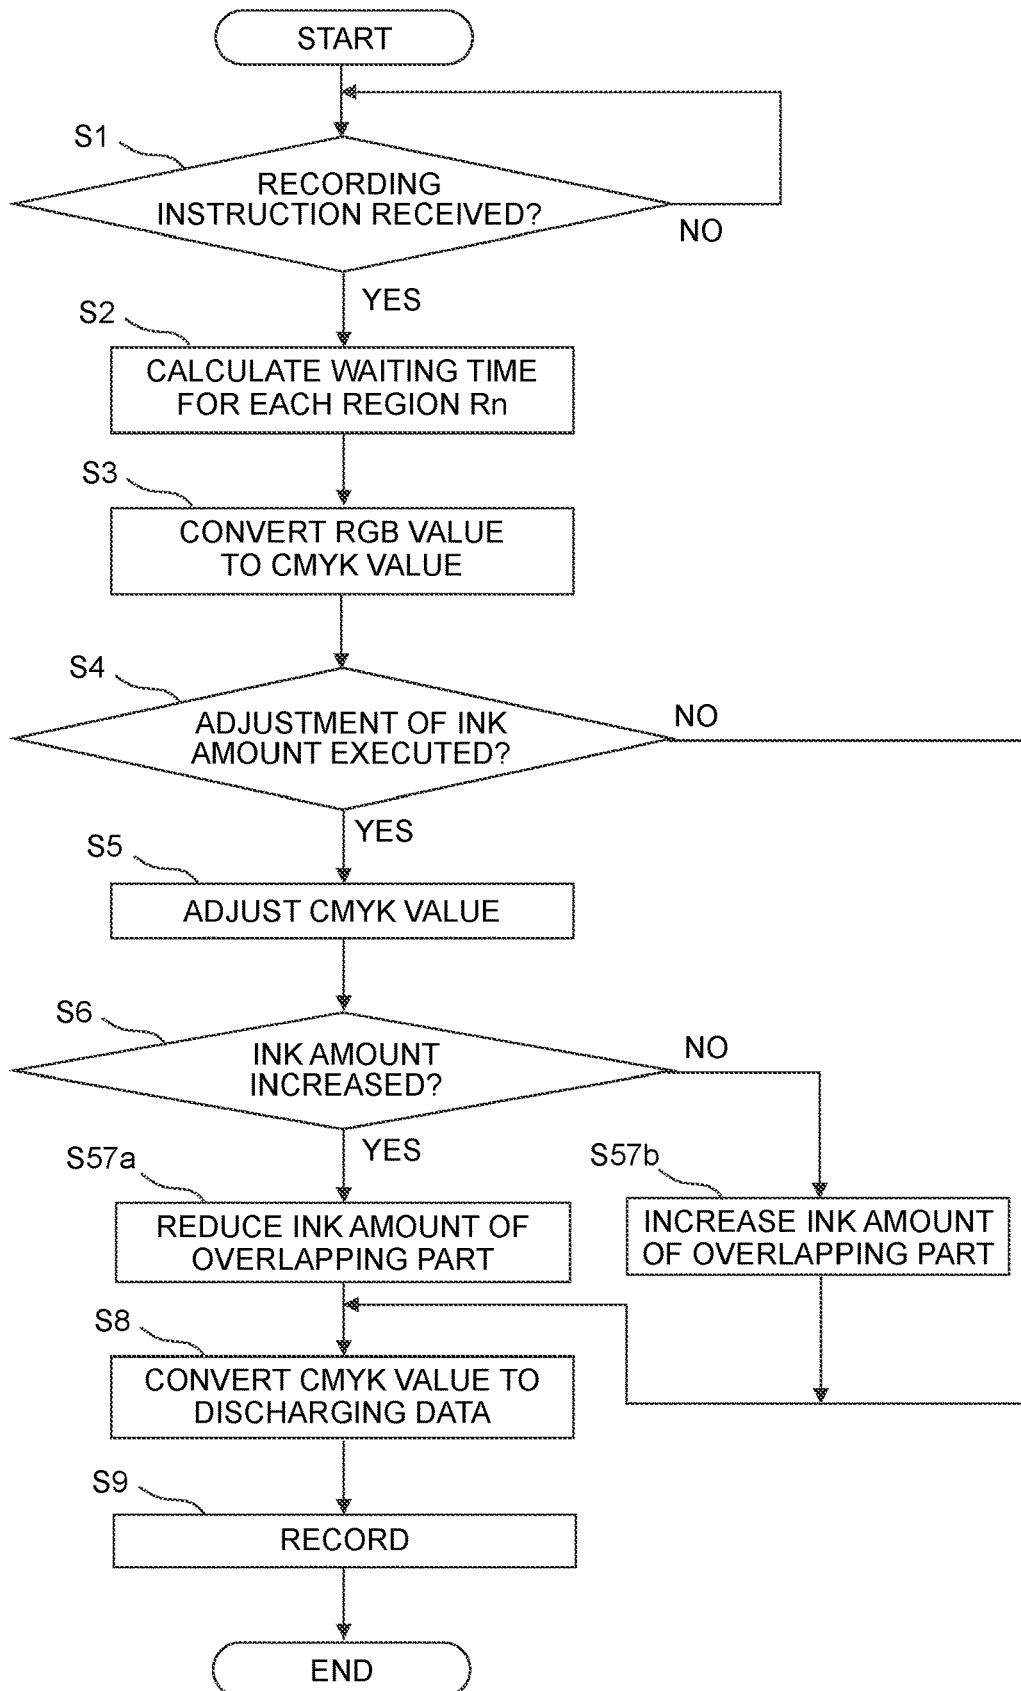 START
S1
RECORDING
INSTRUCTION RECEIVED?
NO
YES
S2
CALCULATE WAITING TIME
FOR EACH REGION Rn
S3
CONVERT RGB VALUE
TO CMYK VALUE
S4
ADJUSTMENT OF INK
AMOUNT EXECUTED?
NO
YES
S5
ADJUST CMYK VALUE
S6
INK AMOUNT
INCREASED?
NO
YES
S57a
REDUCE INK AMOUNT OF
OVERLAPPING PART
S57b
INCREASE INK AMOUNT
OF OVERLAPPING PART
S8
CONVERT CMYK VALUE TO
DISCHARGING DATA
S9
RECORD
END